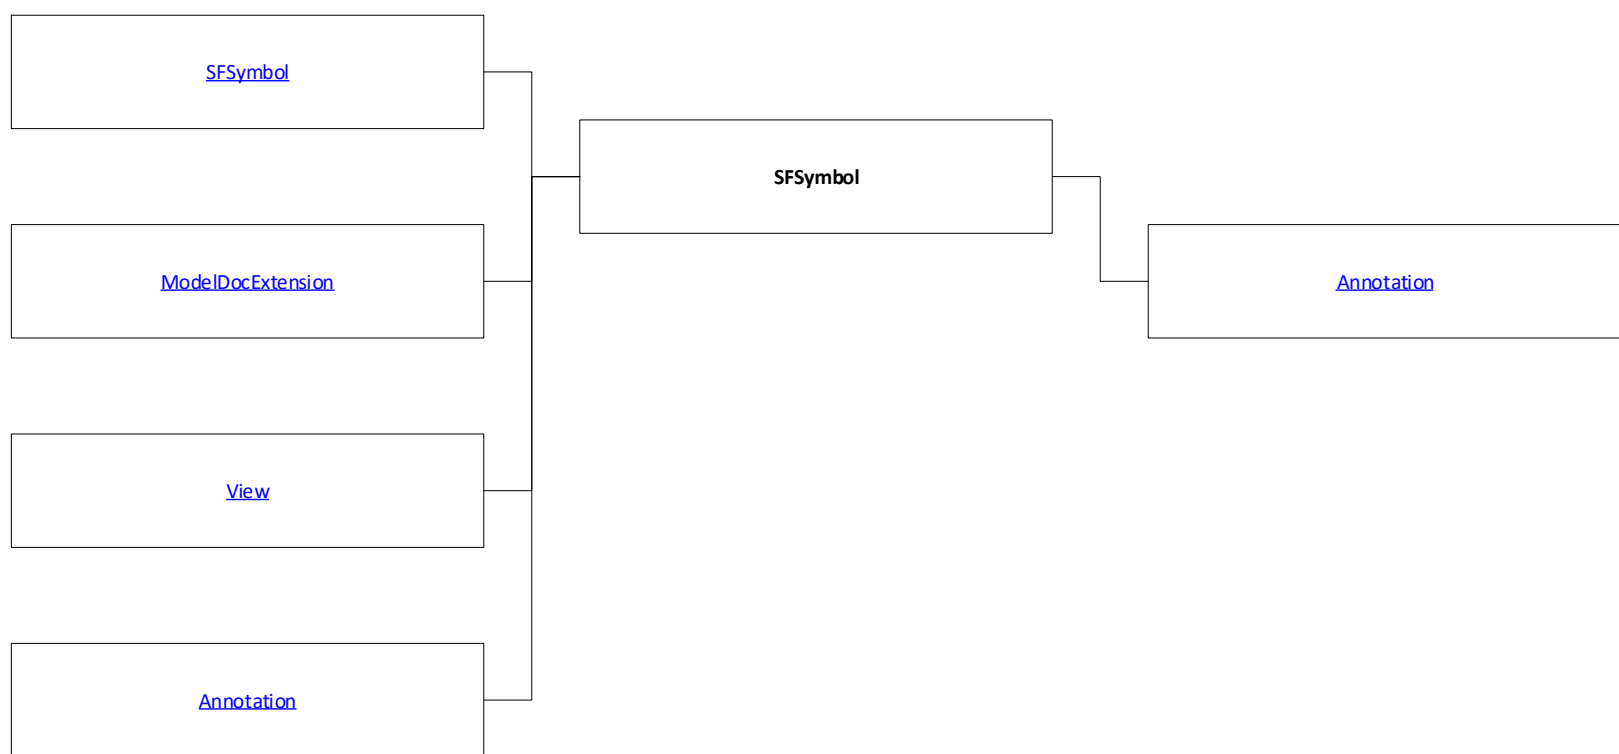 SFSymbol
ModelDocExtension
View
Annotation
SFSymbol
Annotation